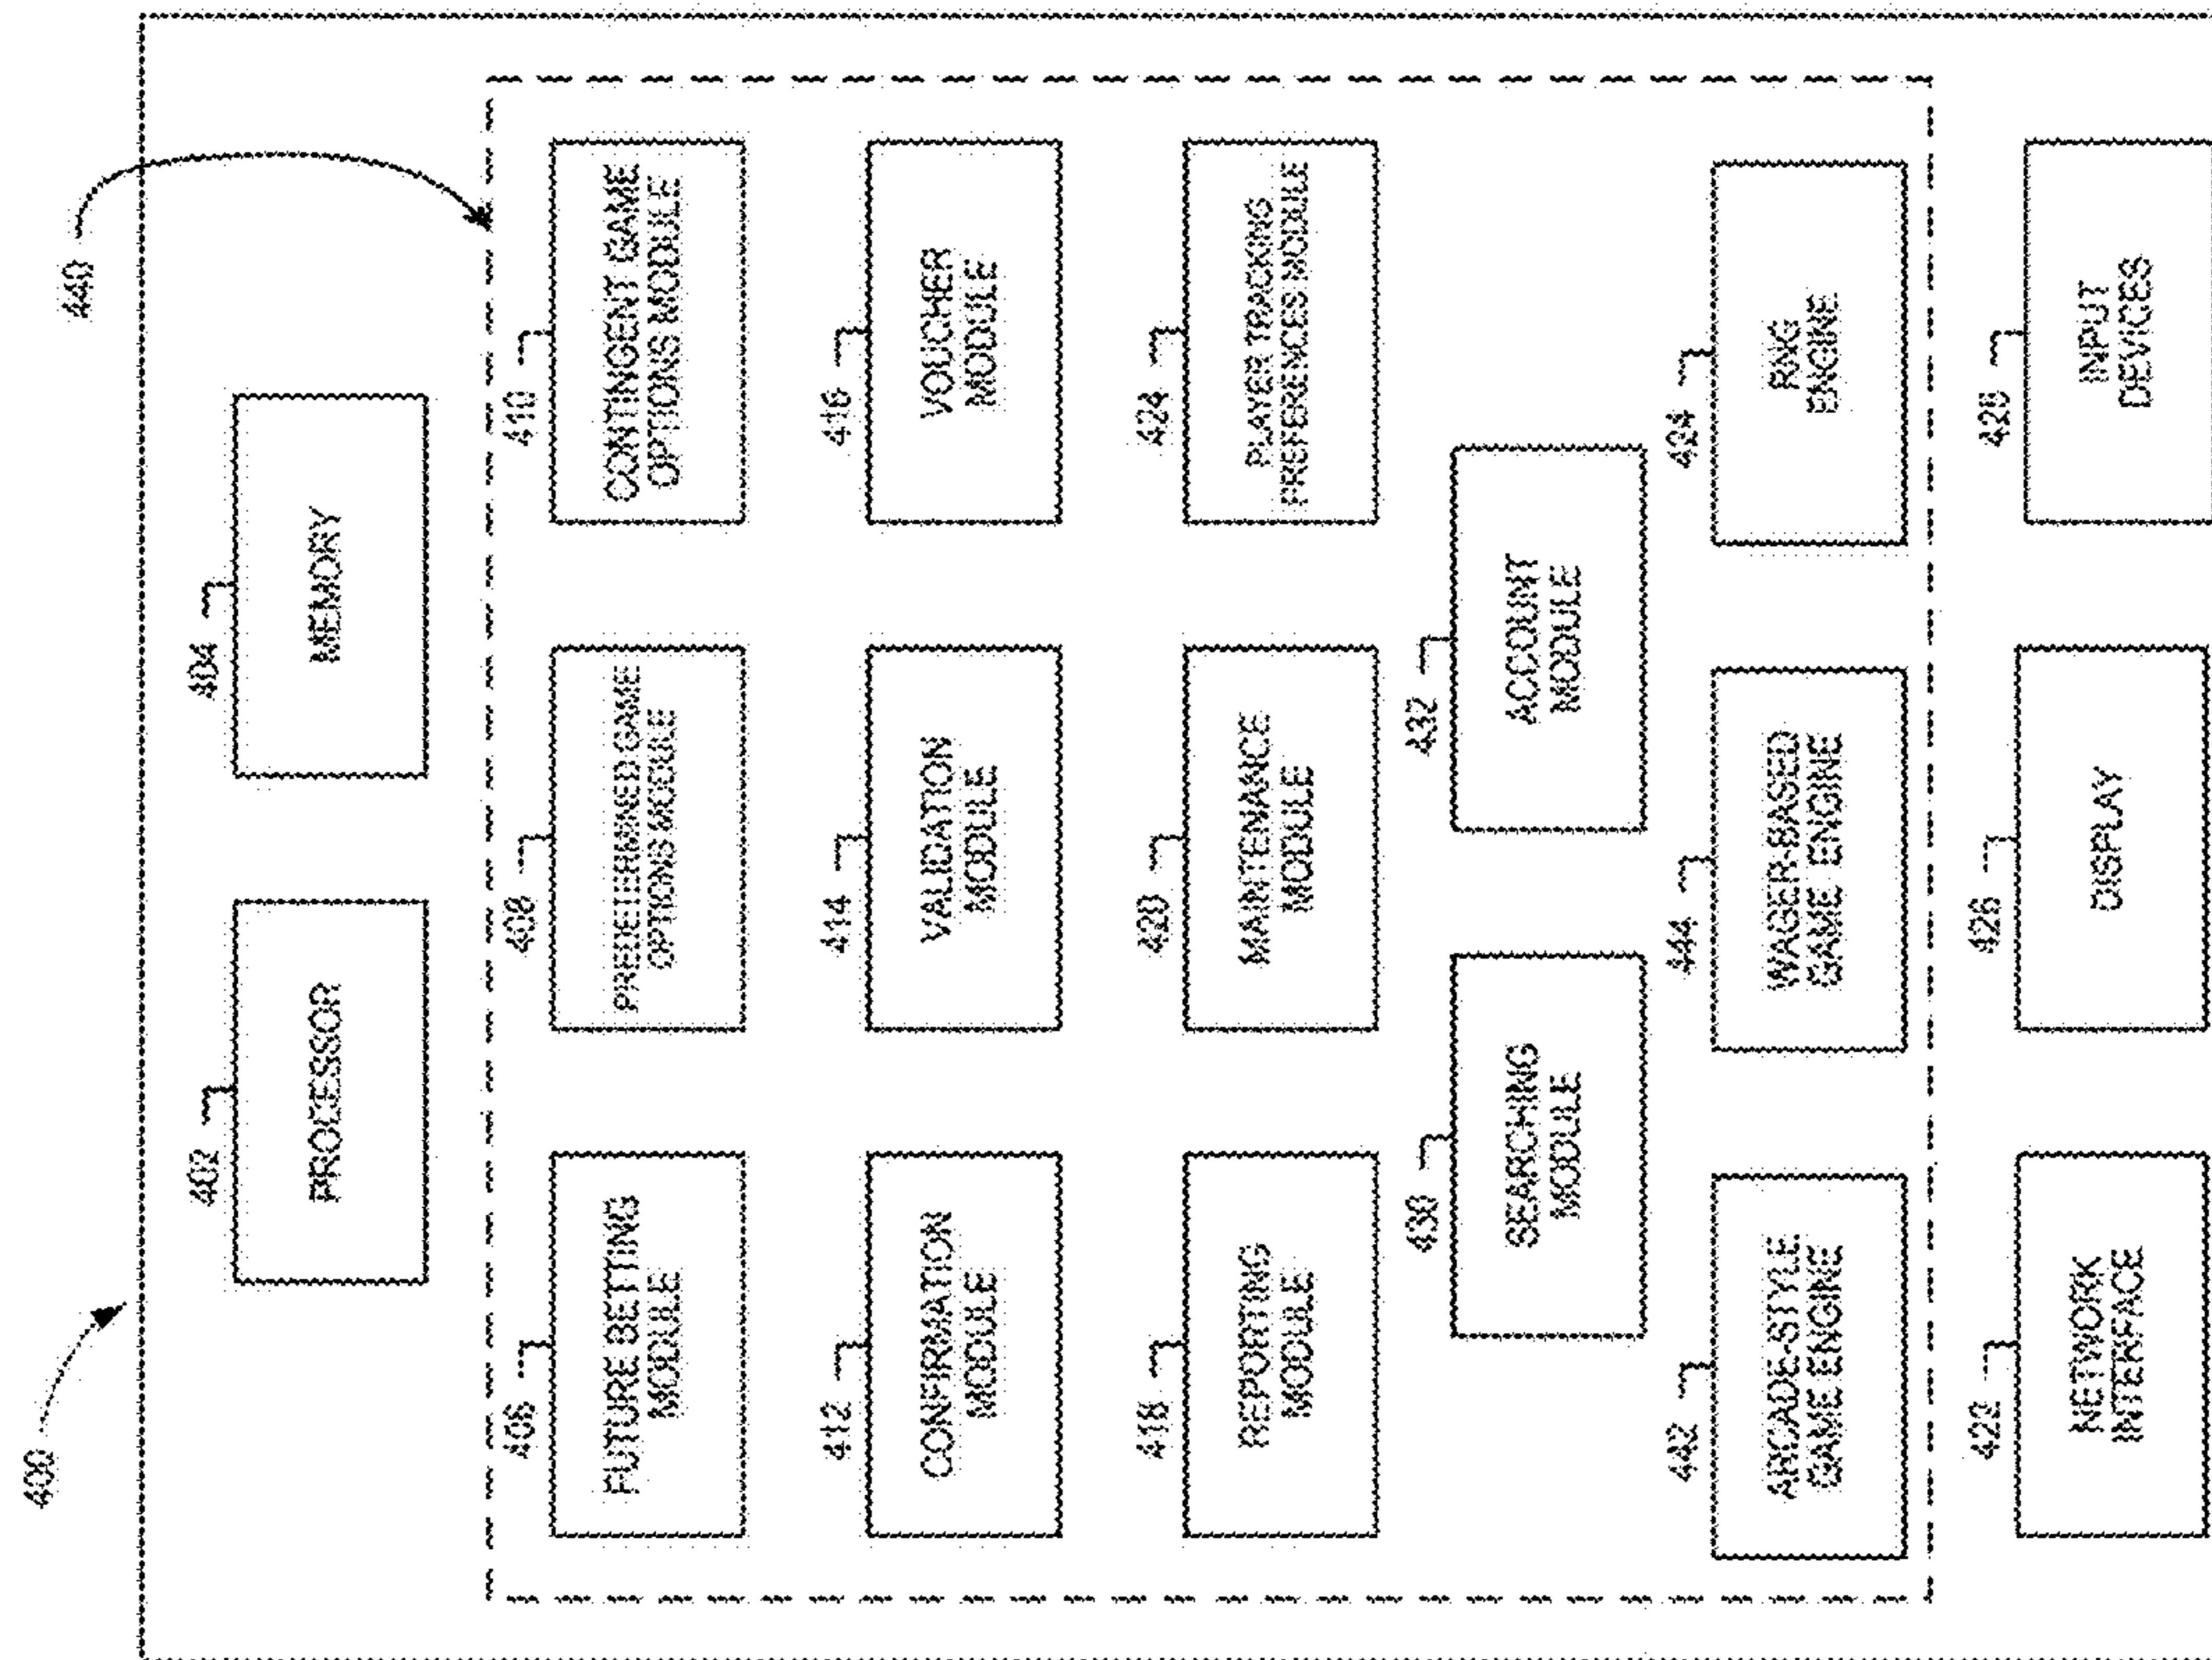 400
440
402
PROCESSOR
404
MEMORY
406
FUTURE BETTING
MODULE
408
PREDETERMINED GAME
OPTIONS MODULE
410
CONTINGENT GAME
OPTIONS MODULE
412
CONFIRMATION
MODULE
414
VALIDATION
MODULE
416
VOUCHER
MODULE
418
REPORTING
MODULE
420
MAINTENANCE
MODULE
424
PLAYER TRACKING
PREFERENCES MODULE
430
SEARCHING
MODULE
432
ACCOUNT
MODULE
442
ARCADE-STYLE
GAME ENGINE
444
WAGER-BASED
GAME ENGINE
424
RNG
ENGINE
422
NETWORK
INTERFACE
426
DISPLAY
428
INPUT
DEVICES